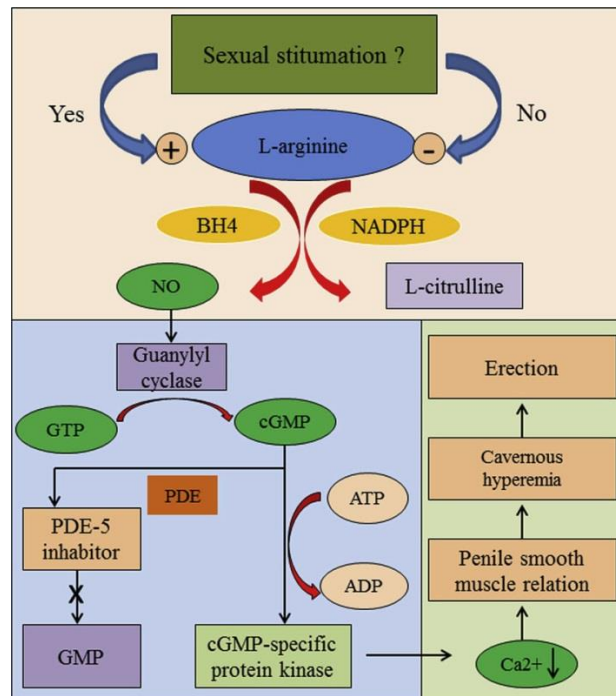 Sexual stitumation ?
Yes
No
+
L-arginine
-
BH4
NADPH
NO
L-citrulline
Guanylyl
cyclase
GTP
cGMP
PDE
ATP
PDE-5
inhabitor
ADP
X
GMP
cGMP-specific
protein kinase
Erection
Cavernous
hyperemia
Penile smooth
muscle relation
Ca2+